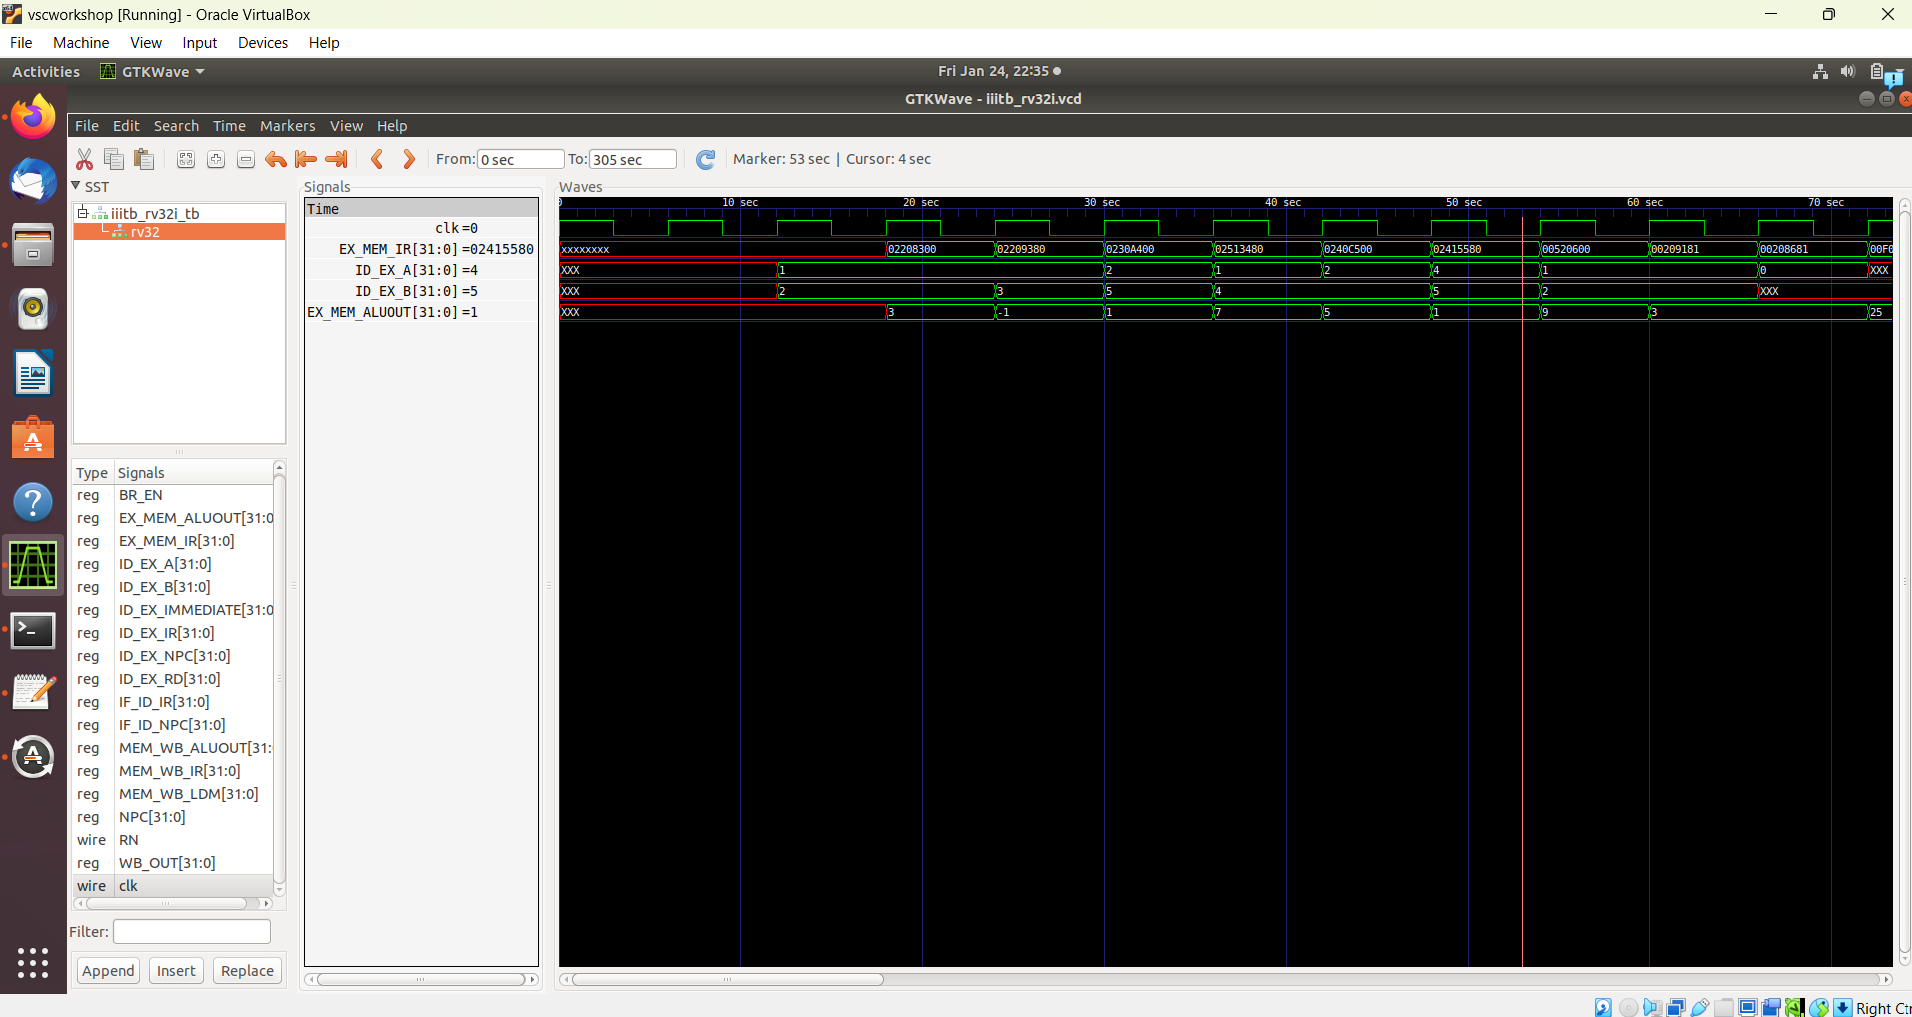 vscworkshop [Running] - Oracle VirtualBox
File Machine View Input Devices Help
Activities GTKWave Fri Jan 24, 22:35
GTKWave - iiitb_rv32i.vcd
File Edit Search Time Markers View Help
From: 0 sec To: 305 sec Marker: 53 sec | Cursor: 4 sec
SST
iiitb_rv32i_tb
rv32
Type Signals
reg BR_EN
reg EX_MEM_ALUOUT[31:0
reg EX_MEM_IR[31:0]
reg ID_EX_A[31:0]
reg ID_EX_B[31:0]
reg ID_EX_IMMEDIATE[31:0
reg ID_EX_IR[31:0]
reg ID_EX_NPC[31:0]
reg ID_EX_RD[31:0]
reg IF_ID_IR[31:0]
reg IF_ID_NPC[31:0]
reg MEM_WB_ALUOUT[31:
reg MEM_WB_IR[31:0]
reg MEM_WB_LDM[31:0]
reg NPC[31:0]
wire RN
reg WB_OUT[31:0]
wire clk
Filter:
Append Insert Replace
Signals
Time
clk=0
EX_MEM_IR[31:0]=02415580
ID_EX_A[31:0]=4
ID_EX_B[31:0]=5
EX_MEM_ALUOUT[31:0]=1
Waves
0 10 sec 20 sec 30 sec 40 sec 50 sec 60 sec 70 sec
xxxxxxxx 02208300 02209380 0230A400 02513480 0240C500 02415580 00520600 00209181 00208681 00F0
XXX 1 2 1 2 4 1 0 XXX
XXX 2 3 5 4 5 2 XXX
XXX 3 -1 1 7 5 1 9 3 25
Right Ctr